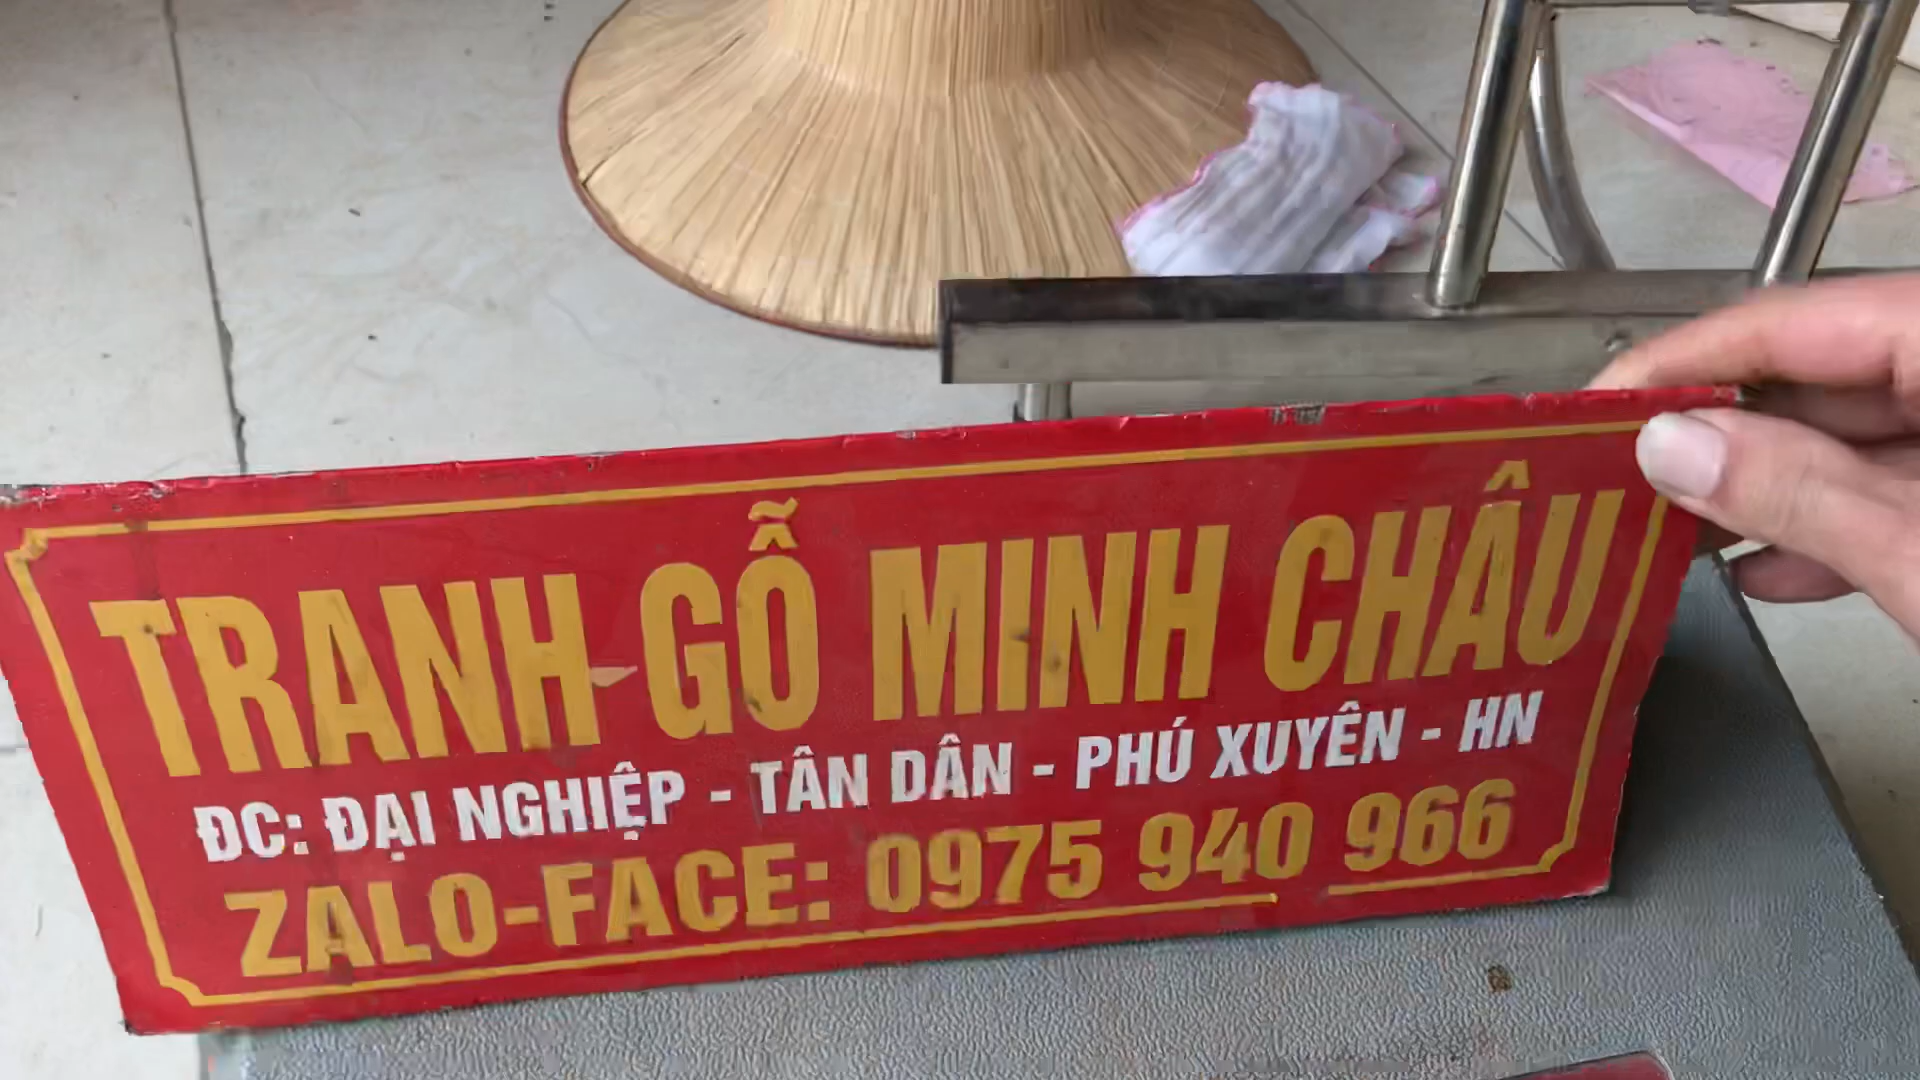 TRANH GỖ MINH CHÂU
ĐC: ĐẠI NGHIỆP - TÂN DÂN - PHÚ XUYÊN - HN
ZALO-FACE: 0975 940 966